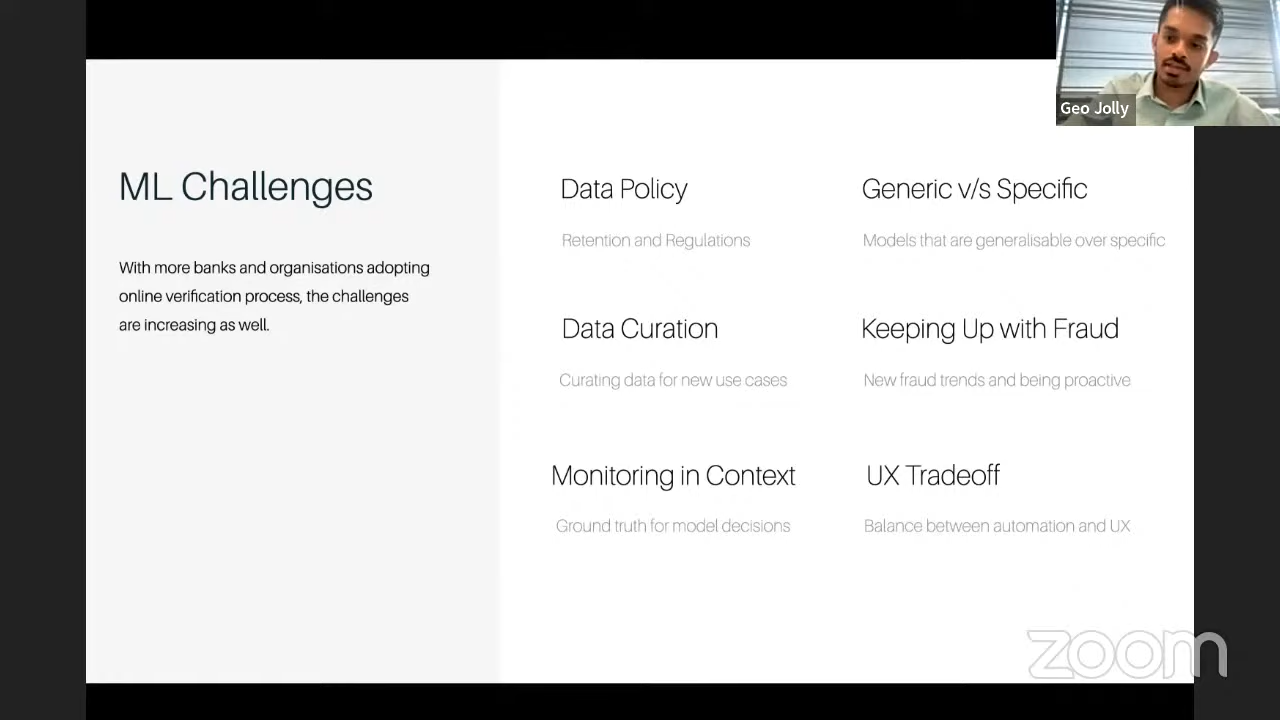 Geo Jolly
ML Challenges
With more banks and organisations adopting
online verification process, the challenges
are increasing as well.
Data Policy
Retention and Regulations
Generic v/s Specific
Models that are generalisable over specific
Data Curation
Curating data for new use cases
Keeping Up with Fraud
New fraud trends and being proactive
Monitoring in Context
Ground truth for model decisions
UX Tradeoff
Balance between automation and UX
zoom